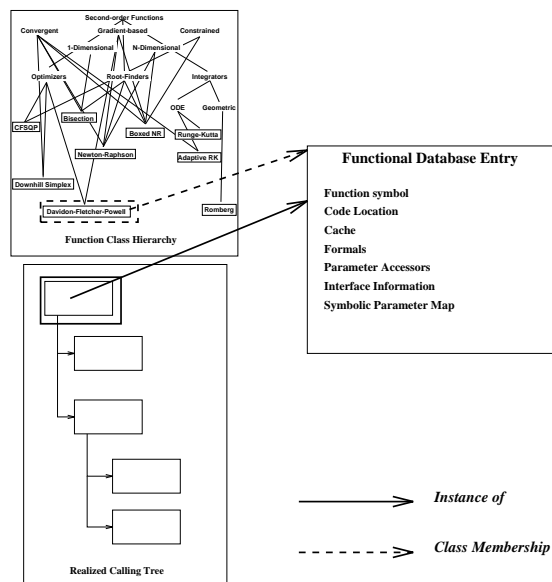 Second-order Functions
Convergent
Gradient-based
Constrained
1-Dimensional
N-Dimensional
Optimizers
Root-Finders
Integrators
ODE
Geometric
CFSQP
Bisection
Boxed NR
Runge-Kutta
Newton-Raphson
Adaptive RK
Downhill Simplex
Davidon-Fletcher-Powell
Romberg
Function Class Hierarchy
Functional Database Entry
Function symbol
Code Location
Cache
Formals
Parameter Accessors
Interface Information
Symbolic Parameter Map
Instance of
Class Membership
Realized Calling Tree